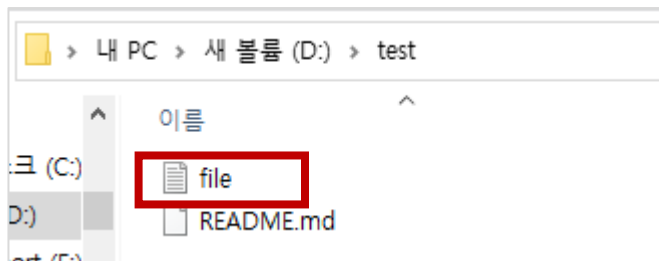 내 PC > 새 볼륨 (D:) > test
이름
크 (C:)
file
D:)
README.md